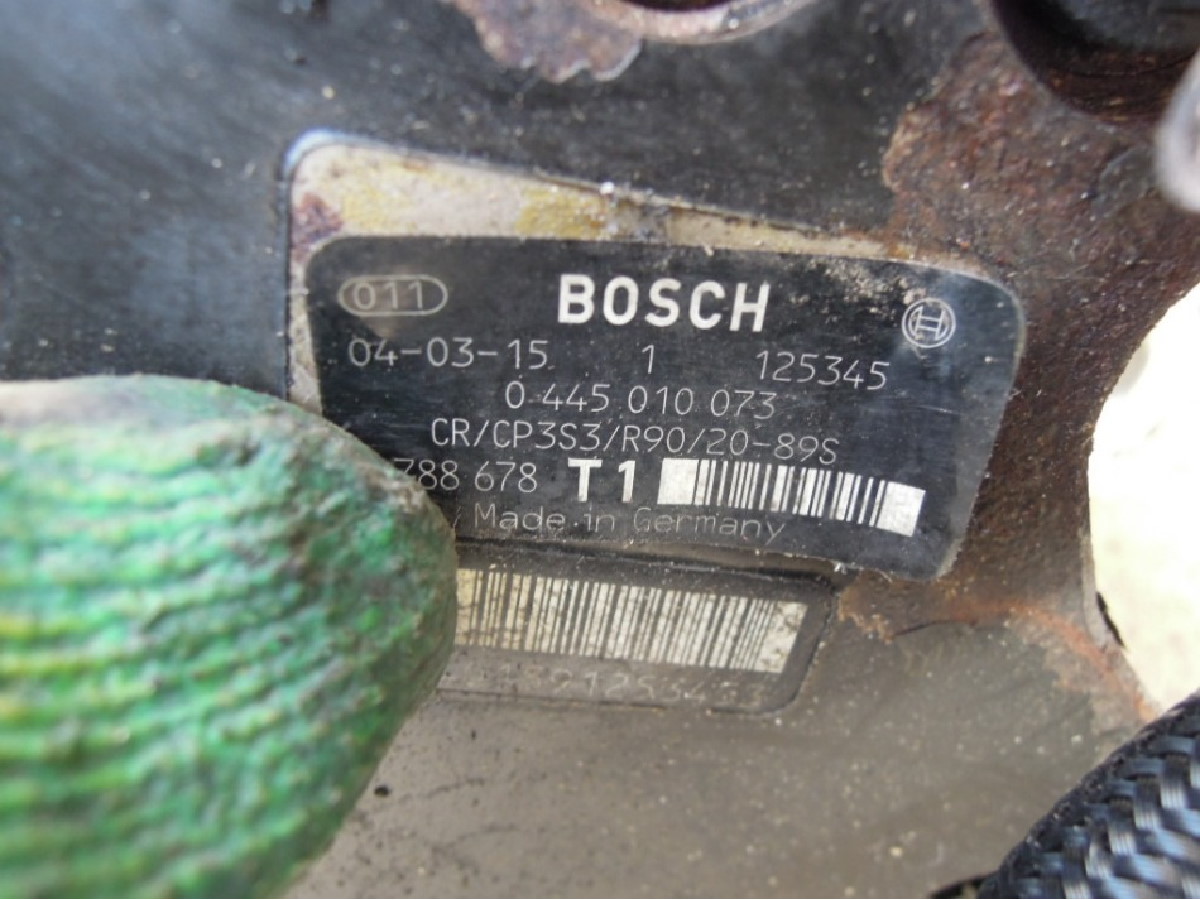 011 BOSCH
04-03-15 1 125345
0 445 010 073
CR/CP3S3/R90/20-89S
788 678 T1
Made in Germany